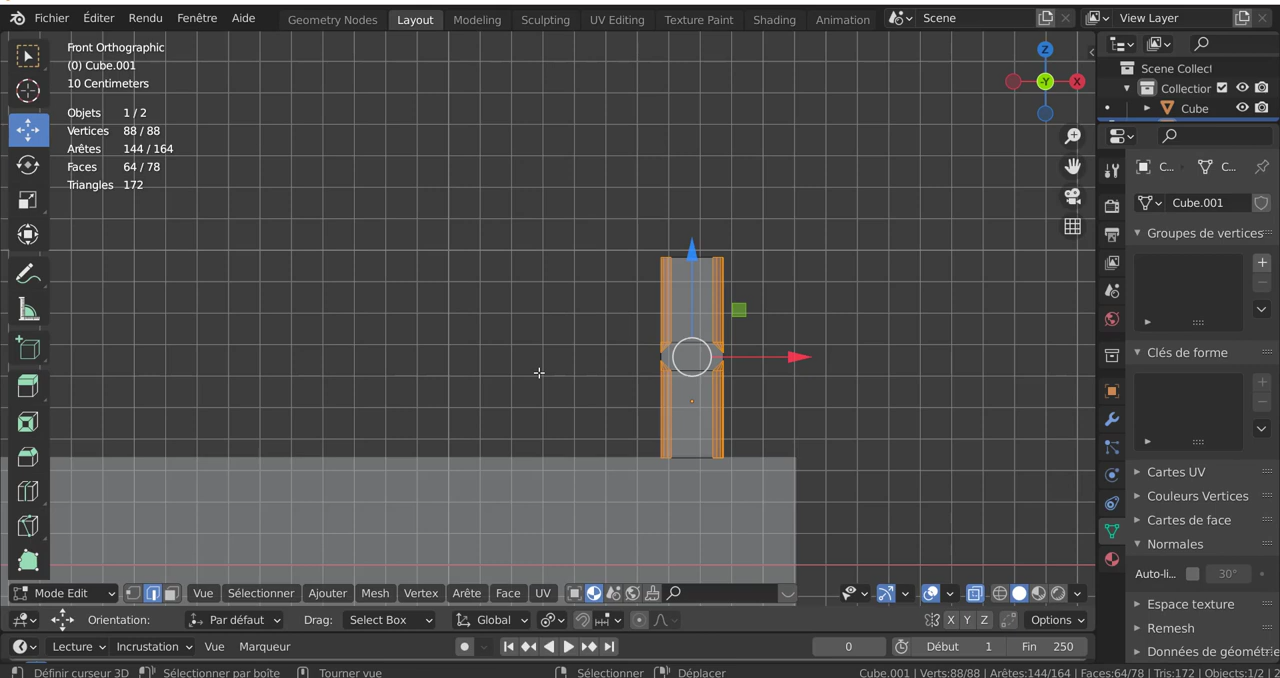 Fichier Éditer Rendu Fenêtre Aide Geometry Nodes Layout Modeling Sculpting UV Editing Texture Paint Shading Animation Scene View Layer
Front Orthographic
(0) Cube.001
10 Centimeters
Objets 1 / 2
Vertices 88 / 88
Arêtes 144 / 164
Faces 64 / 78
Triangles 172
Z
-Y
X
Scene Collect
Collection
Cube
C...
C...
Cube.001
Groupes de vertices
Clés de forme
Cartes UV
Couleurs Vertices
Cartes de face
Normales
Auto-li... 30°
Espace texture
Remesh
Données de géométrie
Mode Edit Vue Sélectionner Ajouter Mesh Vertex Arête Face UV
Orientation: Par défaut Drag: Select Box Global X Y Z Options
Lecture Incrustation Vue Marqueur 0 Début 1 Fin 250
Définir curseur 3D Sélectionner par boîte Tourner vue Sélectionner Déplacer Cube.001 | Verts:88/88 | Arêtes:144/164 | Faces:64/78 | Tris:172 | Objets:1/2 | 2